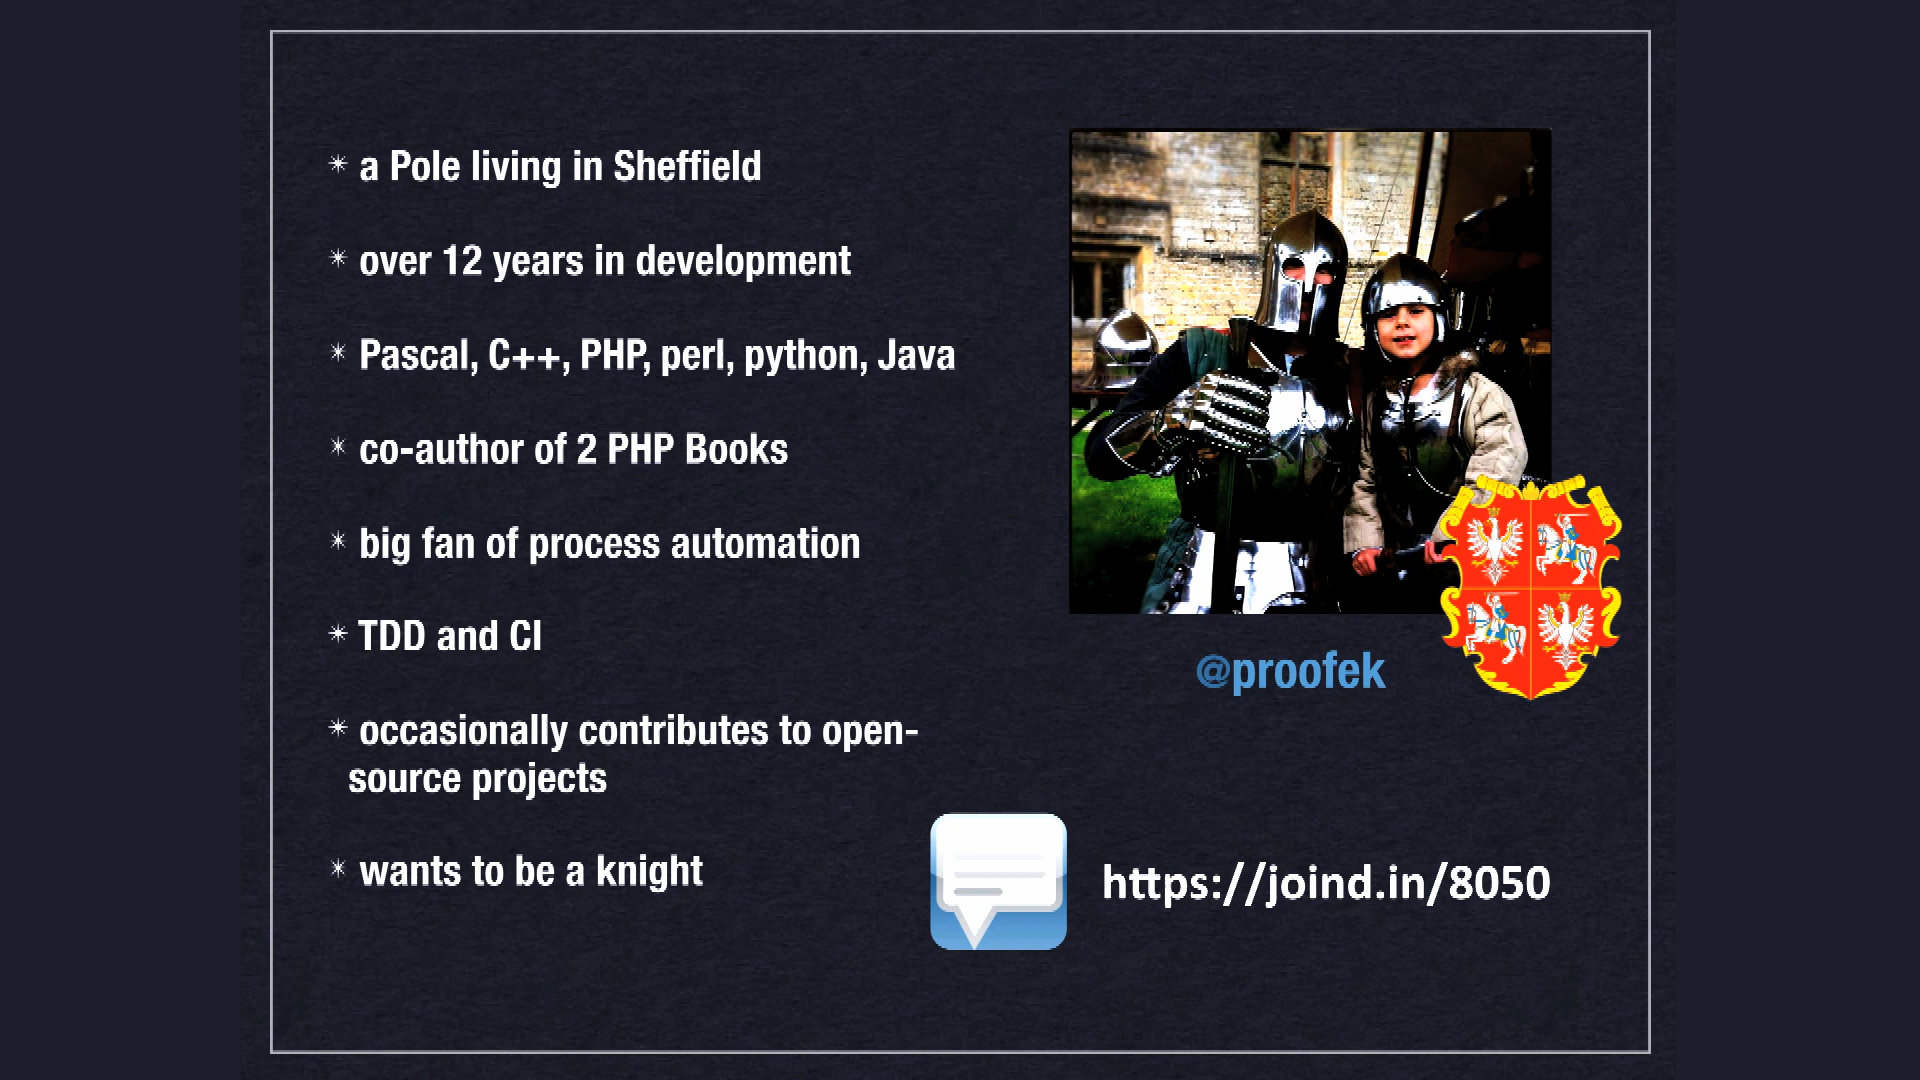 * a Pole living in Sheffield
* over 12 years in development
* Pascal, C++, PHP, perl, python, Java
* co-author of 2 PHP Books
* big fan of process automation
* TDD and CI
* occasionally contributes to open-
source projects
* wants to be a knight
@proofek
https://joind.in/8050